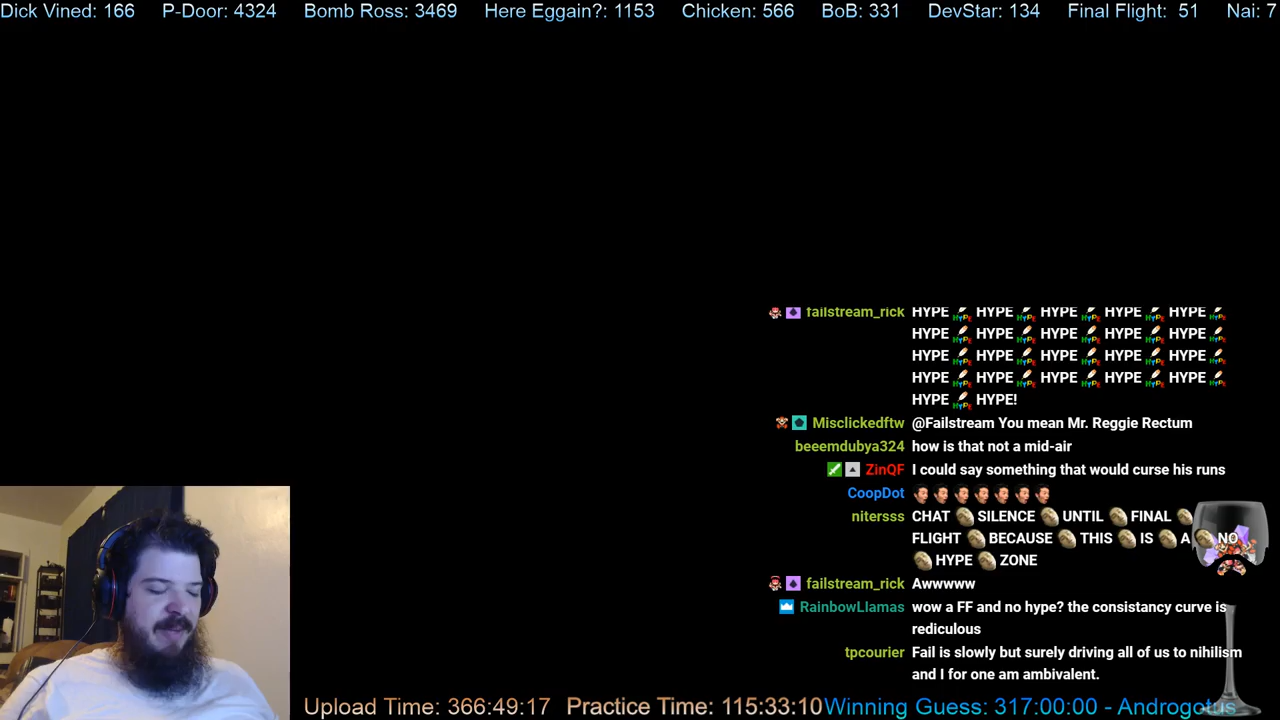 Dick Vined: 166 P-Door: 4324 Bomb Ross: 3469 Here Eggain?: 1153 Chicken: 566 BoB: 331 DevStar: 134 Final Flight: 51 Nai: 7
failstream_rick HYPE HYPE HYPE HYPE HYPE
HYPE HYPE HYPE HYPE HYPE
HYPE HYPE HYPE HYPE HYPE
HYPE HYPE HYPE HYPE HYPE
HYPE HYPE!
Misclickedftw @Failstream You mean Mr. Reggie Rectum
beeemdubya324 how is that not a mid-air
ZinQF I could say something that would curse his runs
CoopDot
nitersss CHAT SILENCE UNTIL FINAL
FLIGHT BECAUSE THIS IS A NO
HYPE ZONE
failstream_rick Awwwww
RainbowLlamas wow a FF and no hype? the consistancy curve is
rediculous
tpcourier Fail is slowly but surely driving all of us to nihilism
and I for one am ambivalent.
Upload Time: 366:49:17 Practice Time: 115:33:10 Winning Guess: 317:00:00 - Androgotus